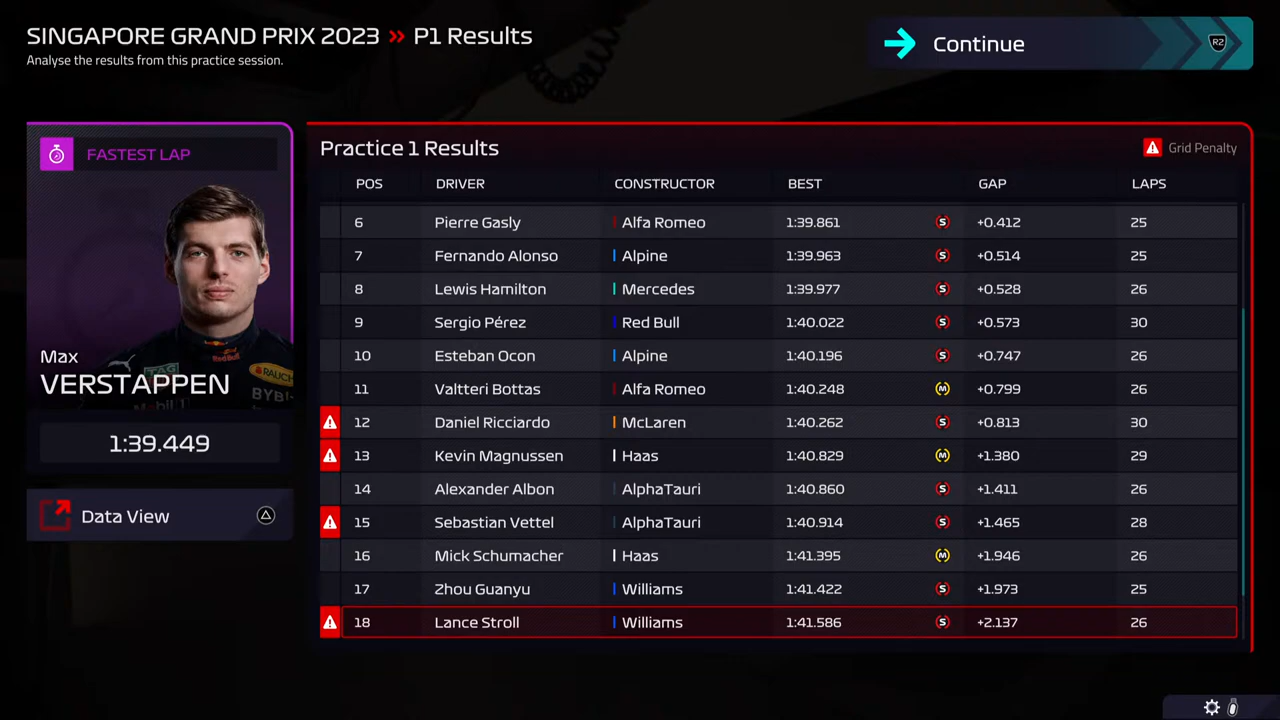 SINGAPORE GRAND PRIX 2023 » P1 Results
Analyse the results from this practice session.
Continue R2
FASTEST LAP
Max
VERSTAPPEN
1:39.449
Data View
Practice 1 Results
Grid Penalty
POS DRIVER CONSTRUCTOR BEST GAP LAPS
6 Pierre Gasly Alfa Romeo 1:39.861 S +0.412 25
7 Fernando Alonso Alpine 1:39.963 S +0.514 25
8 Lewis Hamilton Mercedes 1:39.977 S +0.528 26
9 Sergio Pérez Red Bull 1:40.022 S +0.573 30
10 Esteban Ocon Alpine 1:40.196 S +0.747 26
11 Valtteri Bottas Alfa Romeo 1:40.248 M +0.799 26
12 Daniel Ricciardo McLaren 1:40.262 S +0.813 30
13 Kevin Magnussen Haas 1:40.829 M +1.380 29
14 Alexander Albon AlphaTauri 1:40.860 S +1.411 26
15 Sebastian Vettel AlphaTauri 1:40.914 S +1.465 28
16 Mick Schumacher Haas 1:41.395 M +1.946 26
17 Zhou Guanyu Williams 1:41.422 S +1.973 25
18 Lance Stroll Williams 1:41.586 S +2.137 26